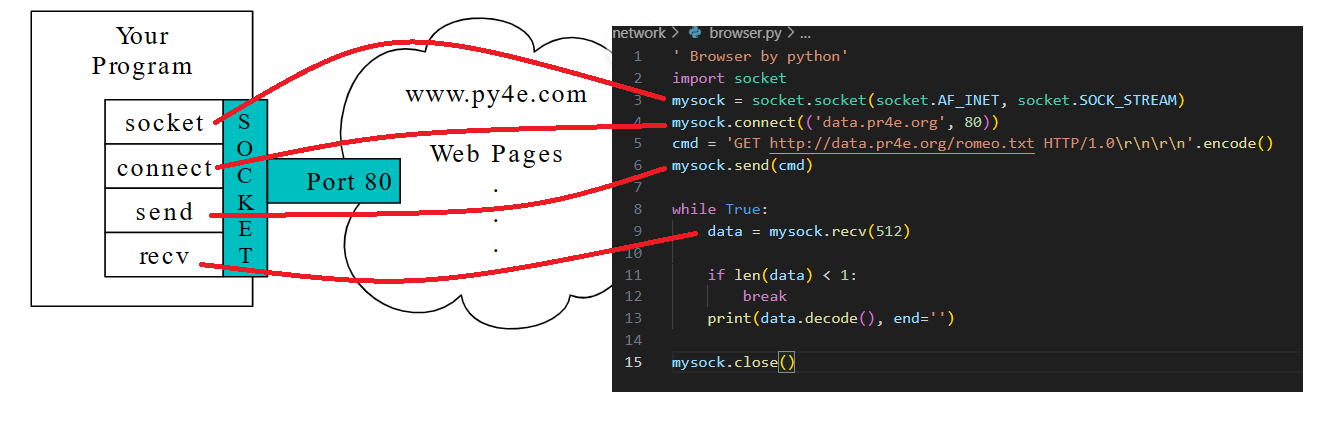 Your
Program
socket
connect
send
recv
SOCKET
Port 80
www.py4e.com
Web Pages
.
.
.
network > browser.py > ...
1 ' Browser by python'
2 import socket
3 mysock = socket.socket(socket.AF_INET, socket.SOCK_STREAM)
4 mysock.connect(('data.pr4e.org', 80))
5 cmd = 'GET http://data.pr4e.org/romeo.txt HTTP/1.0\r\n\r\n'.encode()
6 mysock.send(cmd)
7
8 while True:
9     data = mysock.recv(512)
10
11     if len(data) < 1:
12         break
13     print(data.decode(), end='')
14
15 mysock.close()